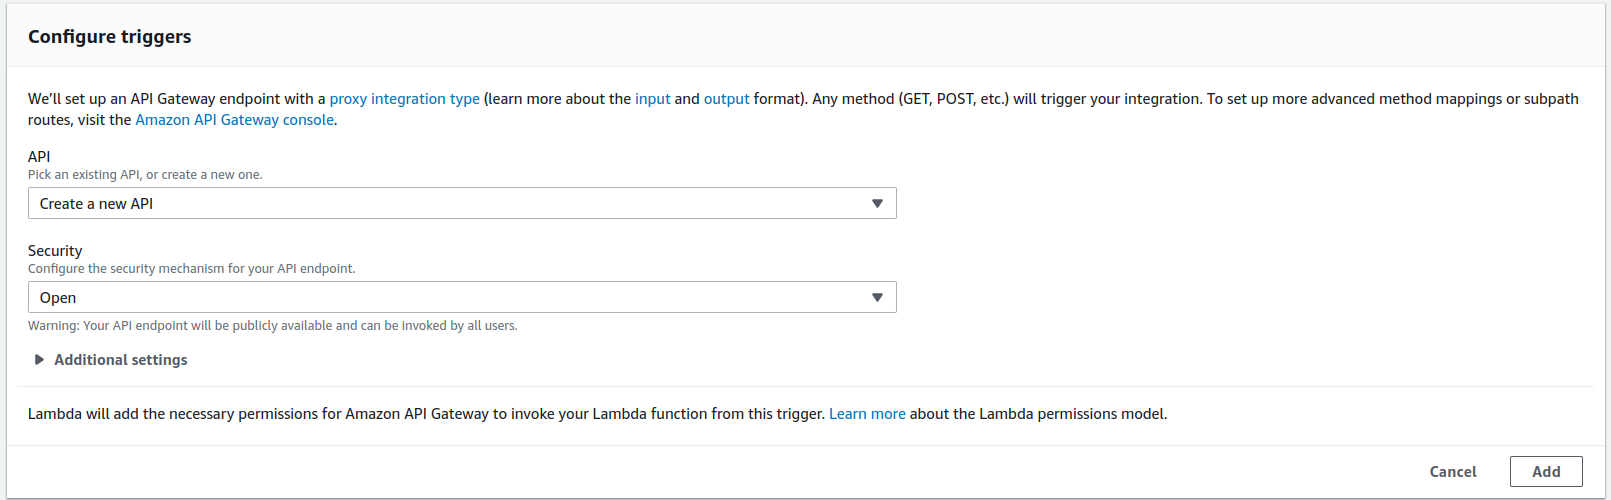 Configure triggers
We'll set up an API Gateway endpoint with a proxy integration type (learn more about the input and output format). Any method (GET, POST, etc.) will trigger your integration. To set up more advanced method mappings or subpath
routes, visit the Amazon API Gateway console.
API
Pick an existing API, or create a new one.
Create a new API
Security
Configure the security mechanism for your API endpoint.
Open
Warning: Your API endpoint will be publicly available and can be invoked by all users.
Additional settings
Lambda will add the necessary permissions for Amazon API Gateway to invoke your Lambda function from this trigger. Learn more about the Lambda permissions model.
Cancel Add